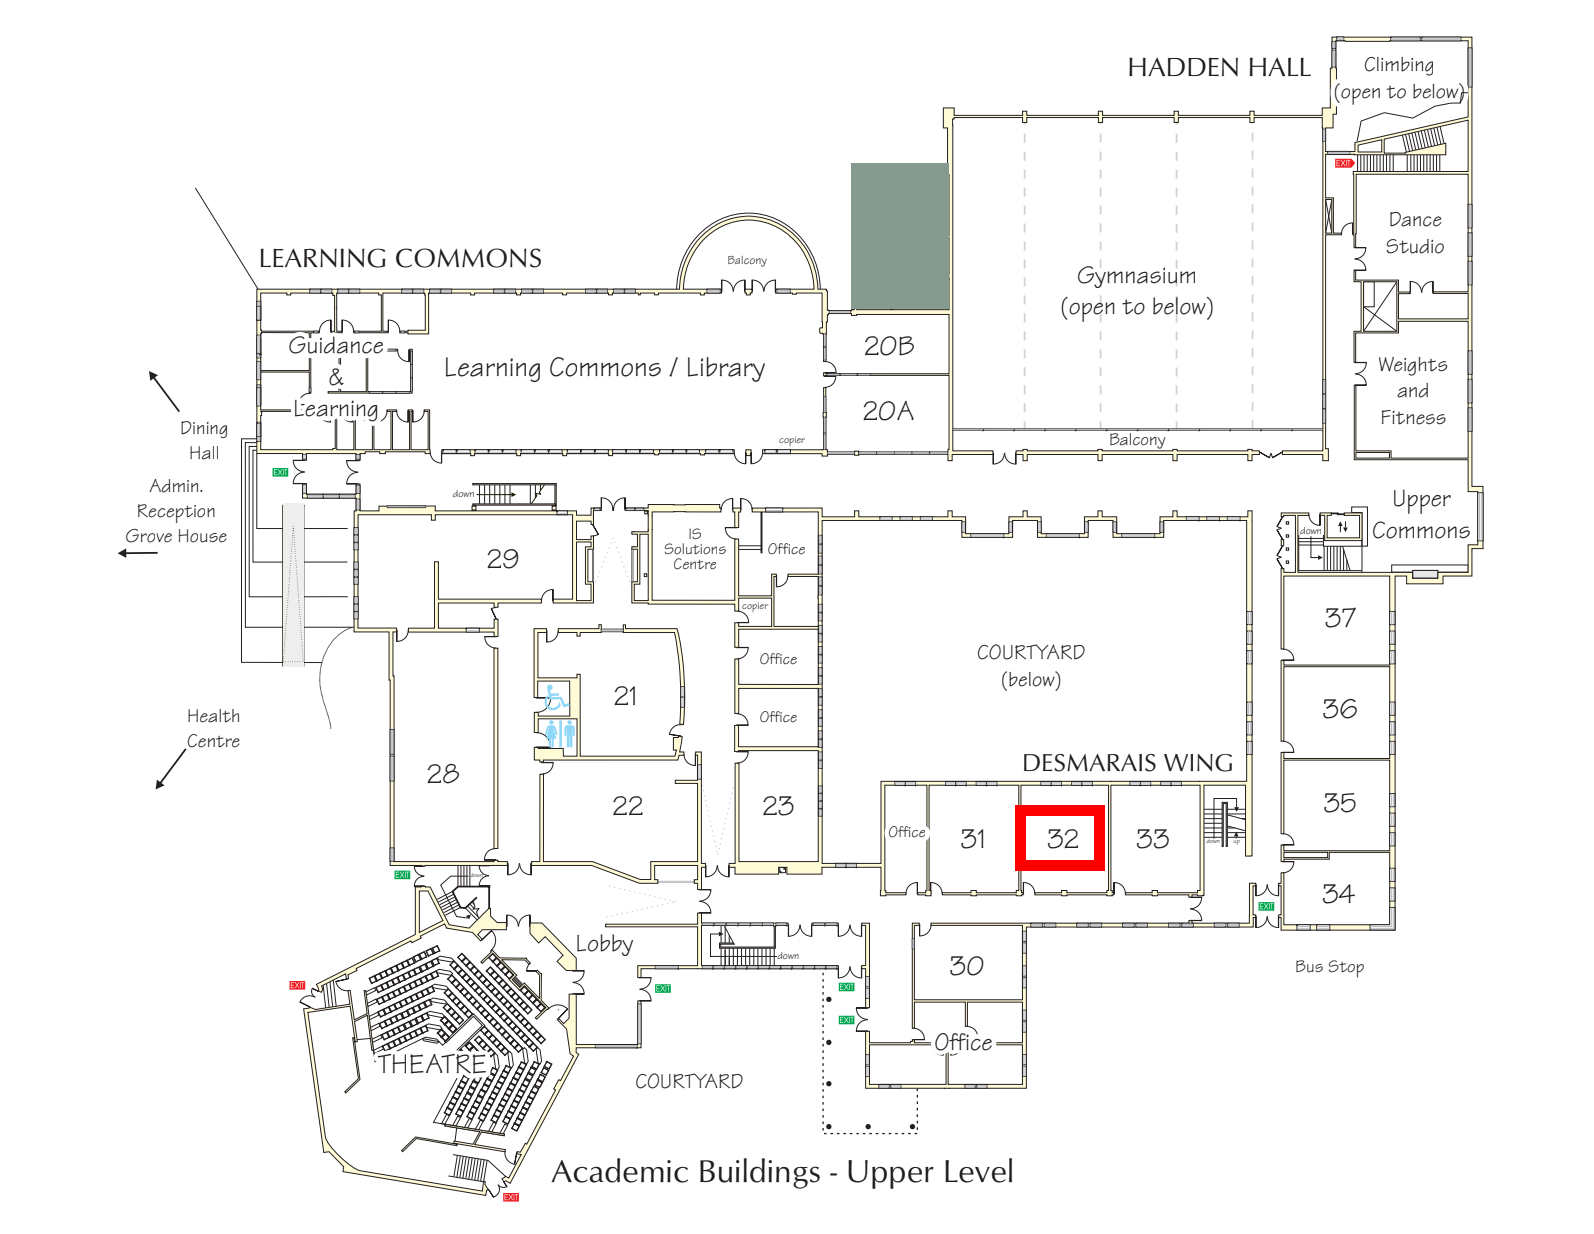 HADDEN HALL
Climbing
(open to below)
EXIT
Dance
Studio
LEARNING COMMONS
Balcony
Gymnasium
(open to below)
Guidance
&
Learning
Learning Commons / Library
20B
20A
Weights
and
Fitness
copier
Balcony
Dining
Hall
EXIT
Admin.
Reception
Grove House
down
Upper
Commons
down
29
IS
Solutions
Centre
Office
copier
37
COURTYARD
(below)
Office
21
36
Office
Health
Centre
28
22
23
DESMARAIS WING
35
Office
31
32
33
down
up
34
EXIT
down
EXIT
Lobby
down
30
Bus Stop
EXIT
EXIT
EXIT
EXIT
Office
THEATRE
COURTYARD
Academic Buildings - Upper Level
EXIT